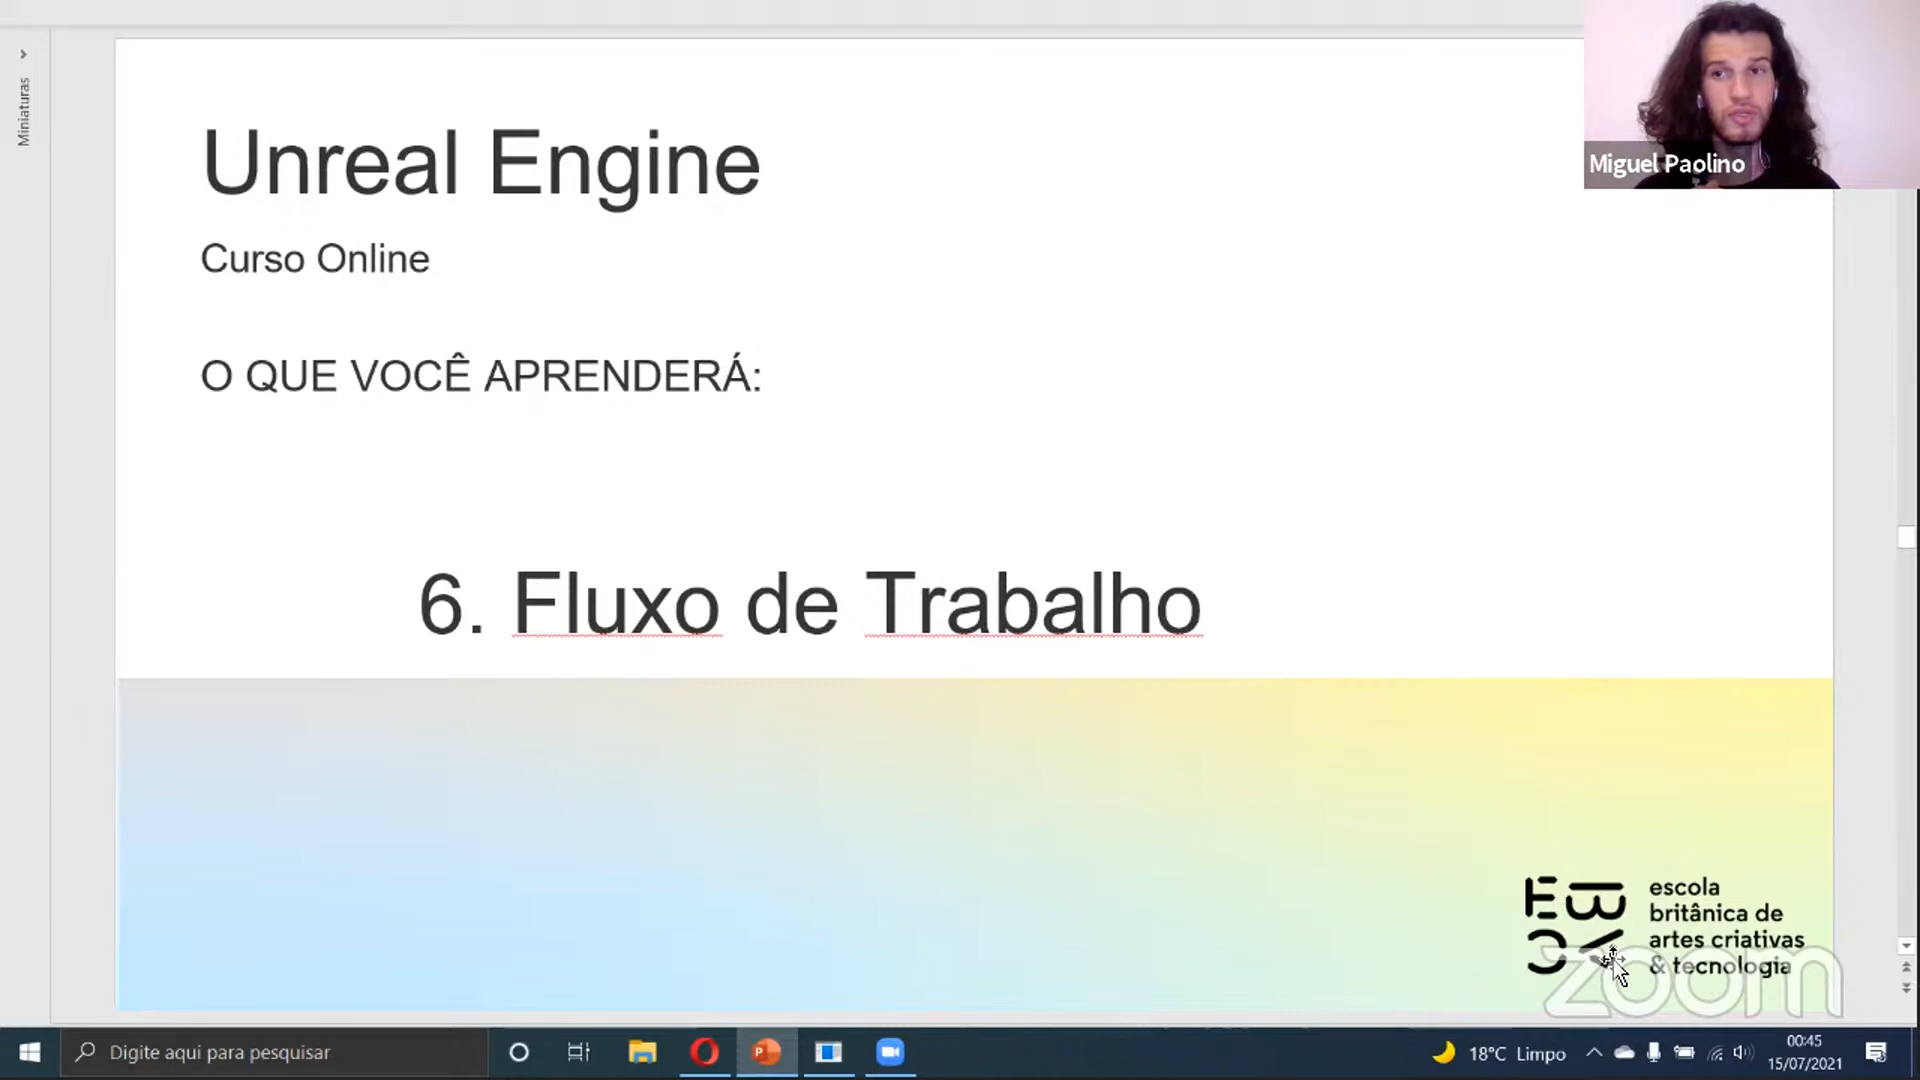 Miniaturas
Unreal Engine
Miguel Paolino
Curso Online
O QUE VOCÊ APRENDERÁ:
6. Fluxo de Trabalho
EBAC
escola
britânica de
artes criativas
& tecnologia
zoom
Digite aqui para pesquisar
18°C Limpo
00:45
15/07/2021